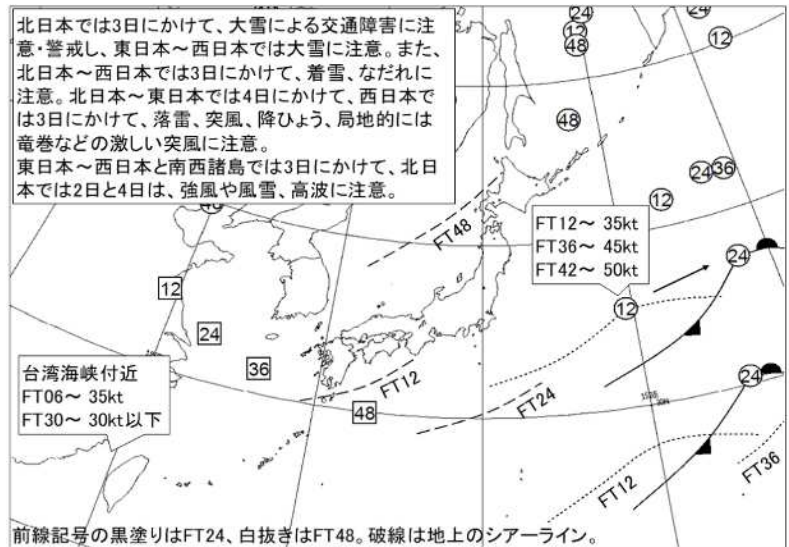 北日本では3日にかけて、大雪による交通障害に注
意・警戒し、東日本～西日本では大雪に注意。また、
北日本～西日本では3日にかけて、着雪、なだれに
注意。北日本～東日本では4日にかけて、西日本で
は3日にかけて、落雷、突風、降ひょう、局地的には
竜巻などの激しい突風に注意。
東日本～西日本と南西諸島では3日にかけて、北日
本では2日と4日は、強風や風雪、高波に注意。
24
12
48
24
12
48
24
36
12
48
FT48
FT12～ 35kt
FT36～ 45kt
FT42～ 50kt
24
12
12
24
36
48
FT12
FT24
24
台湾海峡付近
FT06～ 35kt
FT30～ 30kt以下
FT12
FT36
前線記号の黒塗りはFT24、白抜きはFT48。破線は地上のシアーライン。